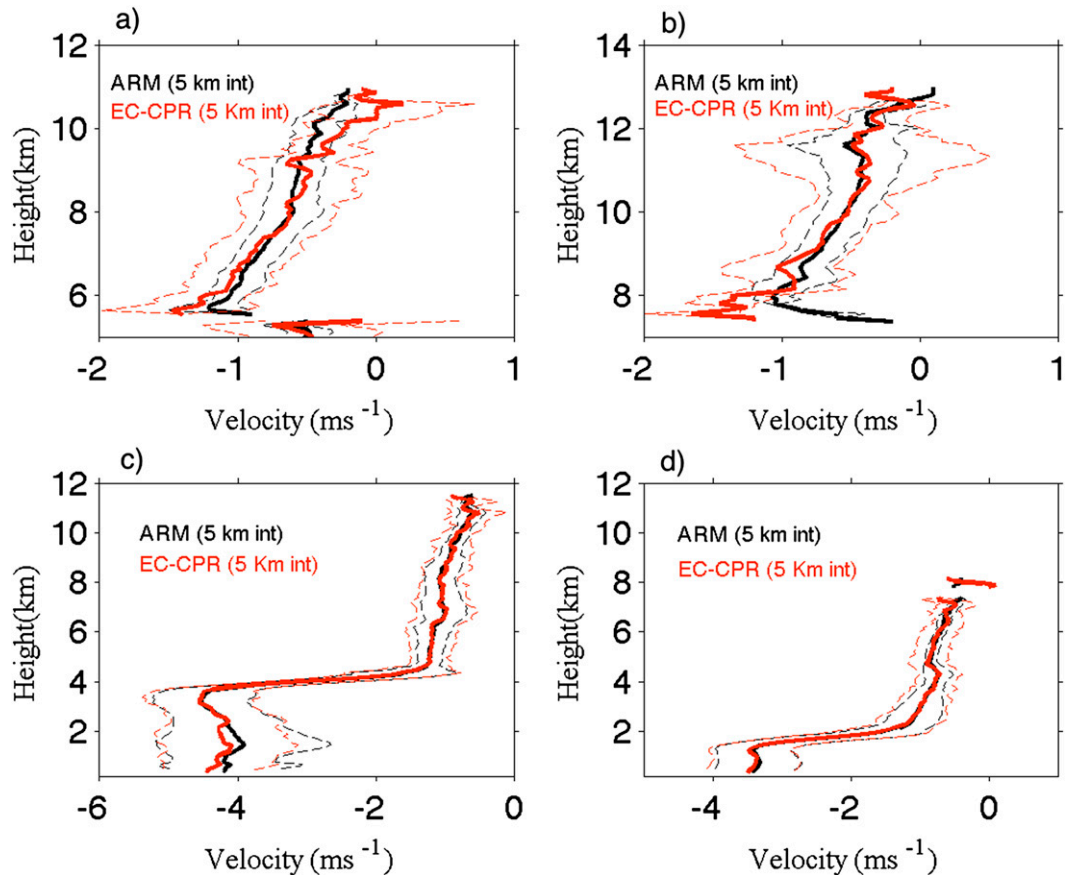 a)
b)
12
10
8
6
ARM (5 km int)
EC-CPR (5 Km int)
Height(km)
-2
-1
0
1
Velocity (ms -1)
14
12
10
8
ARM (5 km int)
EC-CPR (5 Km int)
Height(km)
-2
-1
0
1
Velocity (ms -1)
c)
d)
12
10
8
6
4
2
ARM (5 km int)
EC-CPR (5 Km int)
Height(km)
-6
-4
-2
0
Velocity (ms -1)
12
10
8
6
4
2
ARM (5 km int)
EC-CPR (5 Km int)
Height(km)
-4
-2
0
Velocity (ms -1)